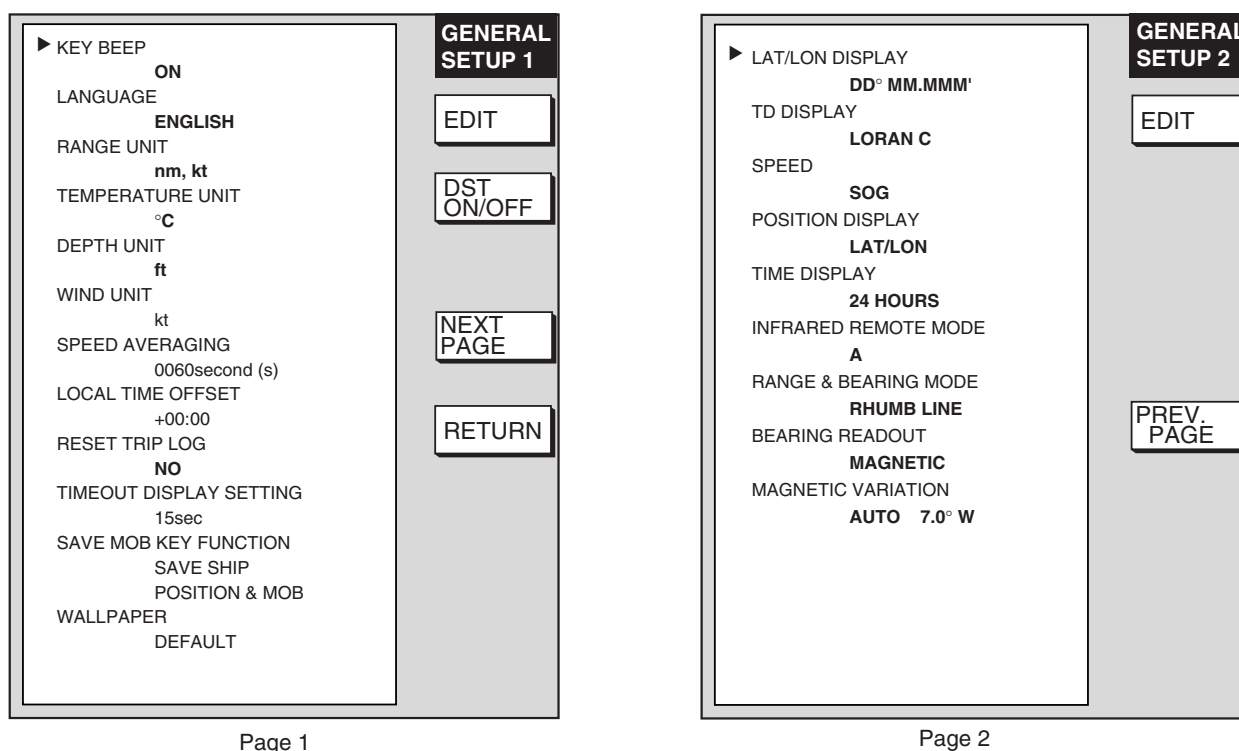 KEY BEEP
ON
LANGUAGE
ENGLISH
RANGE UNIT
nm, kt
TEMPERATURE UNIT
°C
DEPTH UNIT
ft
WIND UNIT
kt
SPEED AVERAGING
0060second (s)
LOCAL TIME OFFSET
+00:00
RESET TRIP LOG
NO
TIMEOUT DISPLAY SETTING
15sec
SAVE MOB KEY FUNCTION
SAVE SHIP
POSITION & MOB
WALLPAPER
DEFAULT
GENERAL
SETUP 1
EDIT
DST
ON/OFF
NEXT
PAGE
RETURN
Page 1
LAT/LON DISPLAY
DD° MM.MMM'
TD DISPLAY
LORAN C
SPEED
SOG
POSITION DISPLAY
LAT/LON
TIME DISPLAY
24 HOURS
INFRARED REMOTE MODE
A
RANGE & BEARING MODE
RHUMB LINE
BEARING READOUT
MAGNETIC
MAGNETIC VARIATION
AUTO 7.0° W
GENERAL
SETUP 2
EDIT
PREV.
PAGE
Page 2